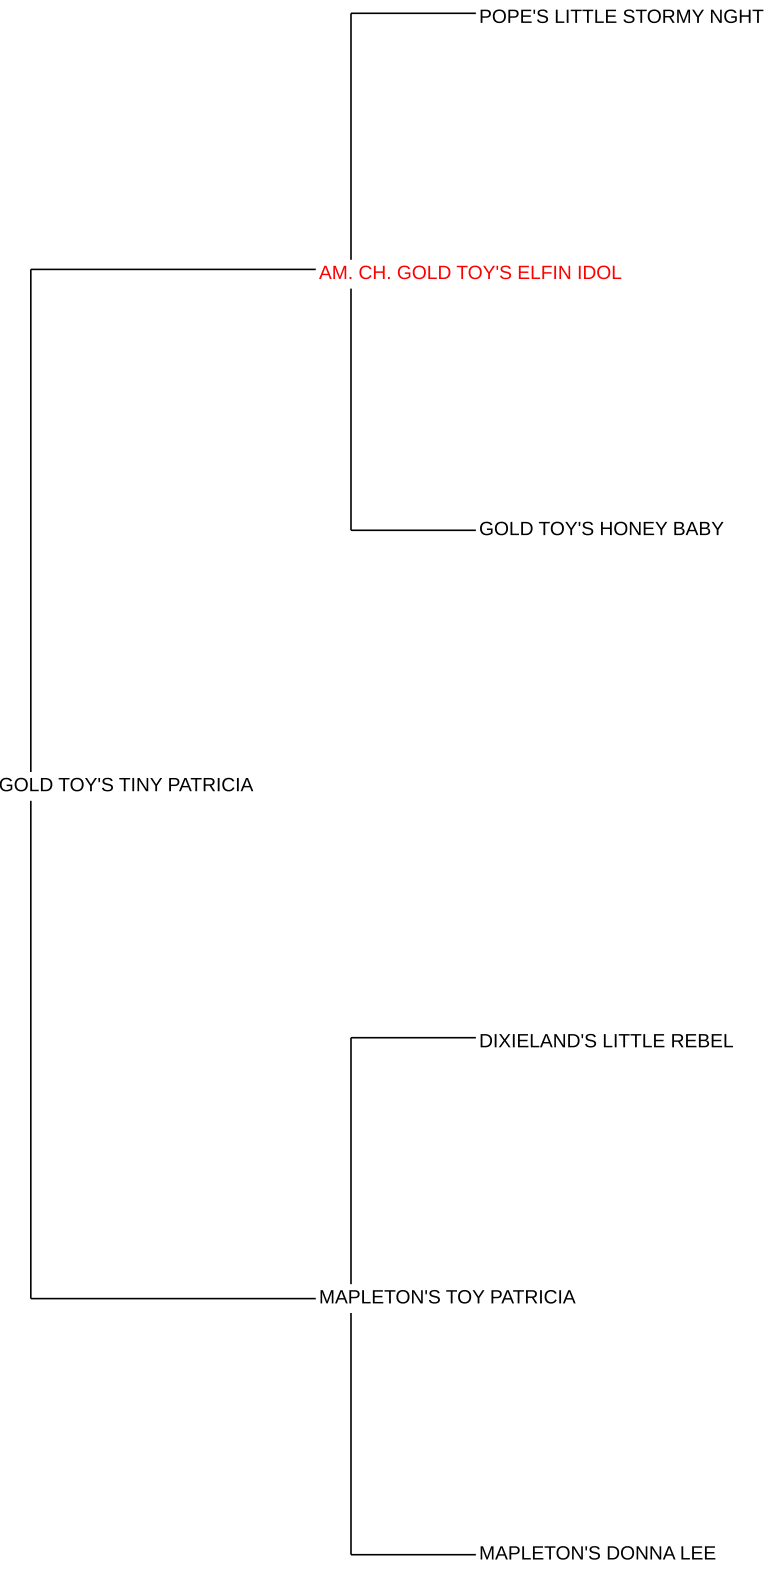 POPE'S LITTLE STORMY NGHT
AM. CH. GOLD TOY'S ELFIN IDOL
GOLD TOY'S HONEY BABY
GOLD TOY'S TINY PATRICIA
DIXIELAND'S LITTLE REBEL
MAPLETON'S TOY PATRICIA
MAPLETON'S DONNA LEE